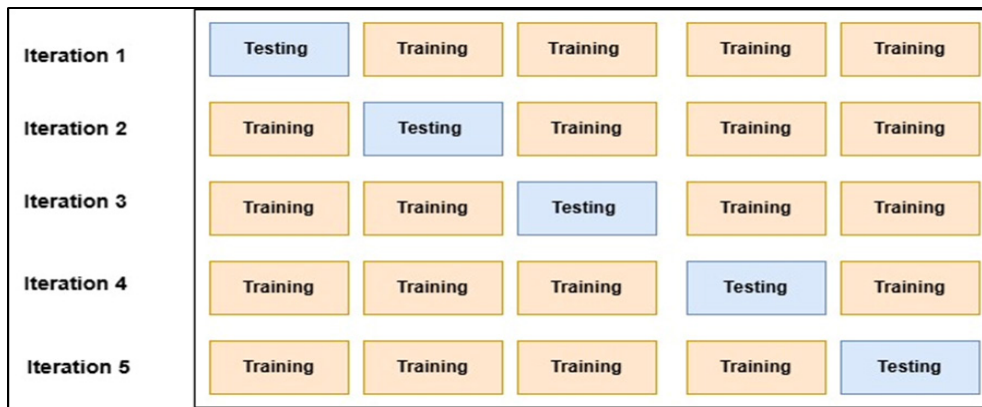 Iteration 1 Testing Training Training Training Training
Iteration 2 Training Testing Training Training Training
Iteration 3 Training Training Testing Training Training
Iteration 4 Training Training Training Testing Training
Iteration 5 Training Training Training Training Testing